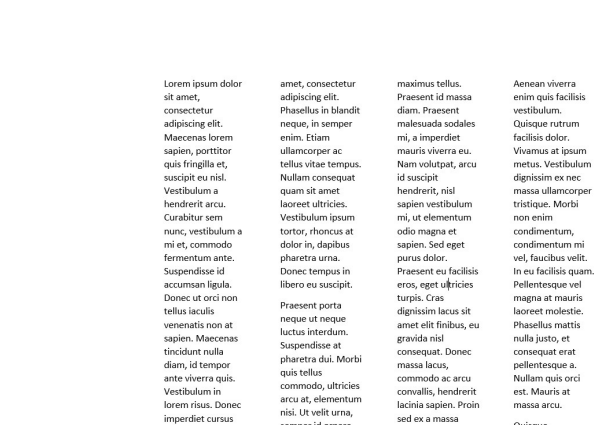 Lorem ipsum dolor
sit amet,
consectetur
adipiscing elit.
Maecenas lorem
sapien, porttitor
quis fringilla et,
suscipit eu nisl.
Vestibulum a
hendrerit arcu.
Curabitur sem
nunc, vestibulum a
mi et, commodo
fermentum ante.
Suspendisse id
accumsan ligula.
Donec ut orci non
tellus iaculis
venenatis non at
sapien. Maecenas
tincidunt nulla
diam, id tempor
ante viverra quis.
Vestibulum in
lorem risus. Donec
imperdiet cursus
amet, consectetur
adipiscing elit.
Phasellus in blandit
neque, in semper
enim. Etiam
ullamcorper ac
tellus vitae tempus.
Nullam consequat
quam sit amet
laoreet ultricies.
Vestibulum ipsum
tortor, rhoncus at
dolor in, dapibus
pharetra urna.
Donec tempus in
libero eu suscipit.
Praesent porta
neque ut neque
luctus interdum.
Suspendisse at
pharetra dui. Morbi
quis tellus
commodo, ultricies
arcu at, elementum
nisi. Ut velit urna,
maximus tellus.
Praesent id massa
diam. Praesent
malesuada sodales
mi, a imperdiet
mauris viverra eu.
Nam volutpat, arcu
id suscipit
hendrerit, nisl
sapien vestibulum
mi, ut elementum
odio magna et
sapien. Sed eget
purus dolor.
Praesent eu facilisis
eros, eget ultricies
turpis. Cras
dignissim lacus sit
amet elit finibus, eu
gravida nisl
consequat. Donec
massa lacus,
commodo ac arcu
convallis, hendrerit
lacinia sapien. Proin
sed ex a massa
Aenean viverra
enim quis facilisis
vestibulum.
Quisque rutrum
facilisis dolor.
Vivamus at ipsum
metus. Vestibulum
dignissim ex nec
massa ullamcorper
tristique. Morbi
non enim
condimentum,
condimentum mi
vel, faucibus velit.
In eu facilisis quam.
Pellentesque vel
magna at mauris
laoreet molestie.
Phasellus mattis
nulla justo, et
consequat erat
pellentesque a.
Nullam quis orci
est. Mauris at
massa arcu.